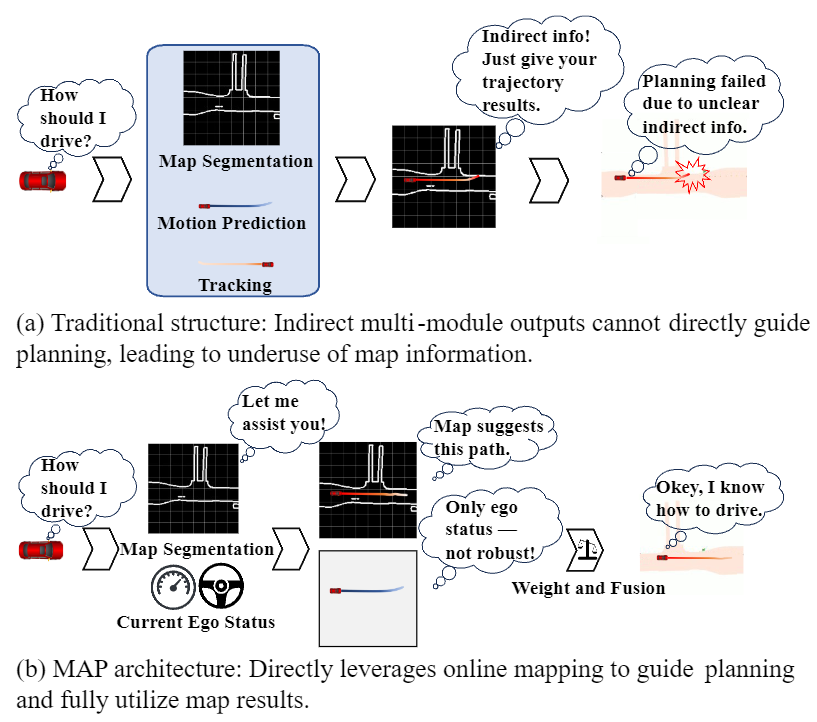 How
should I
drive?
Map Segmentation
Motion Prediction
Tracking
Indirect info!
Just give your
trajectory
results.
Planning failed
due to unclear
indirect info.
(a) Traditional structure: Indirect multi-module outputs cannot directly guide
planning, leading to underuse of map information.
How
should I
drive?
Let me
assist you!
Map Segmentation
Current Ego Status
Map suggests
this path.
Only ego
status —
not robust!
Weight and Fusion
Okey, I know
how to drive.
(b) MAP architecture: Directly leverages online mapping to guide planning
and fully utilize map results.